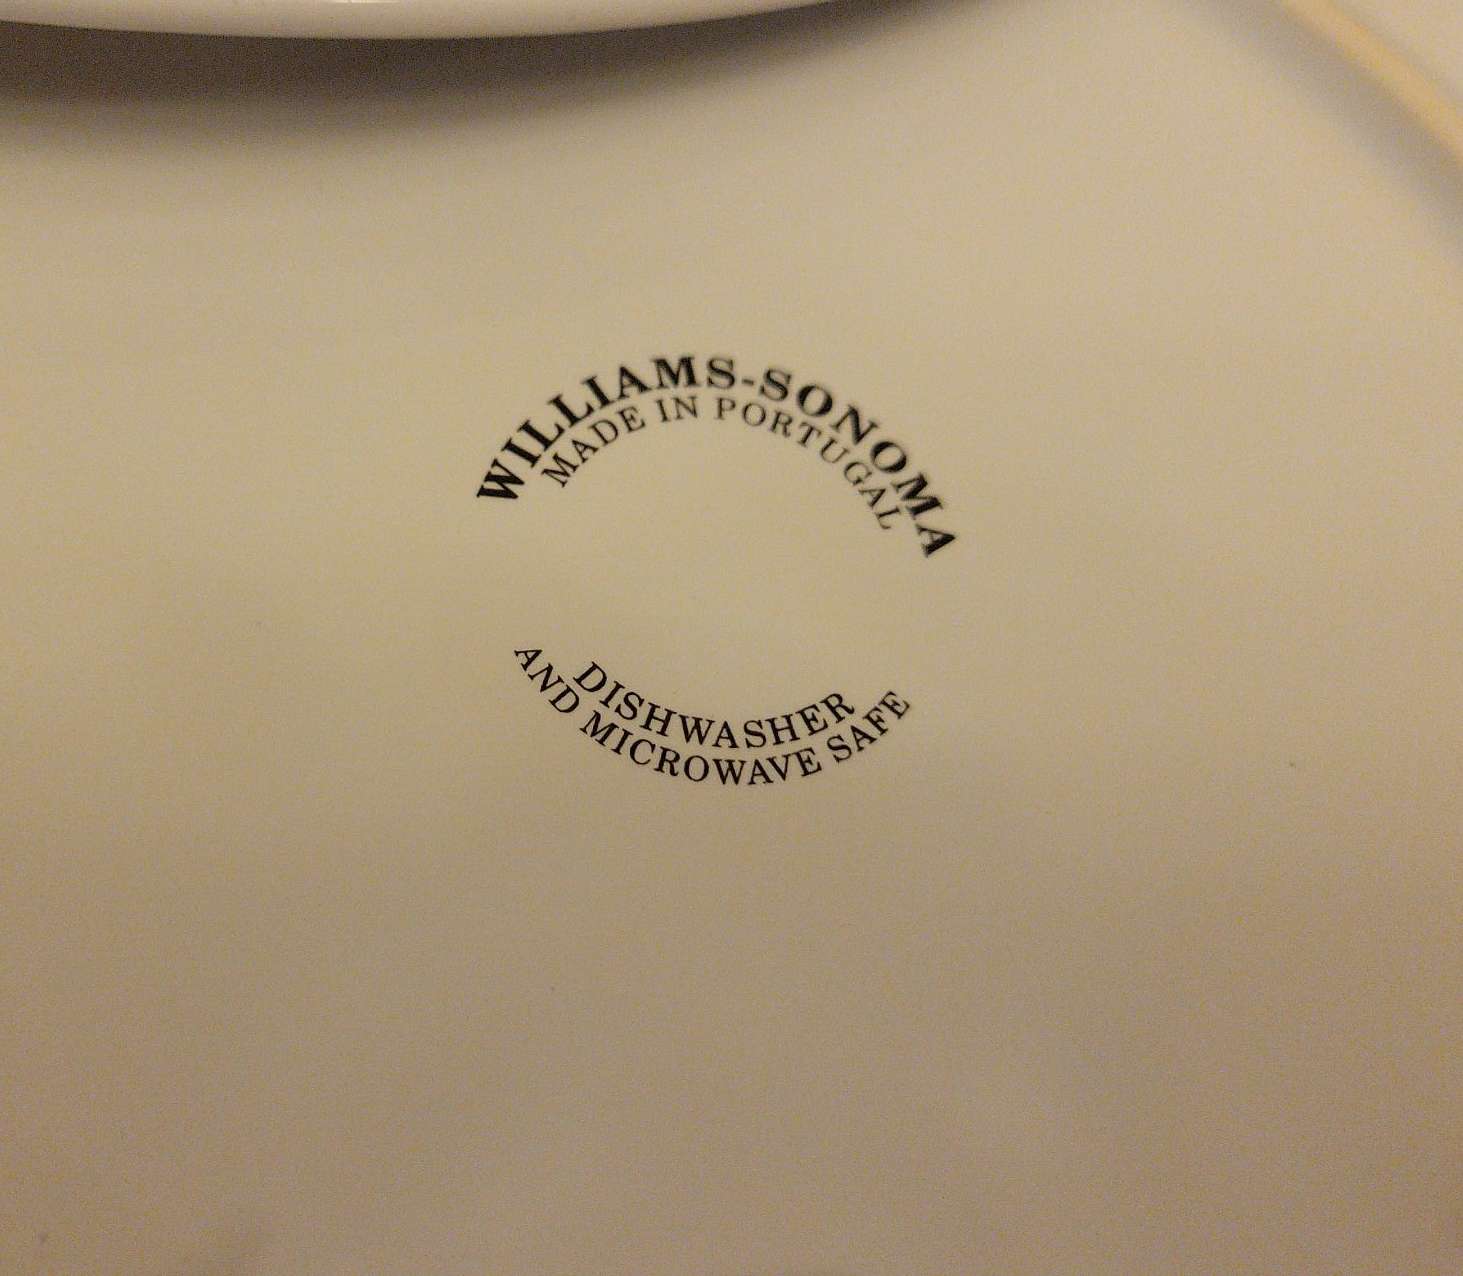 WILLIAMS-SONOMA
MADE IN PORTUGAL
DISHWASHER
AND MICROWAVE SAFE